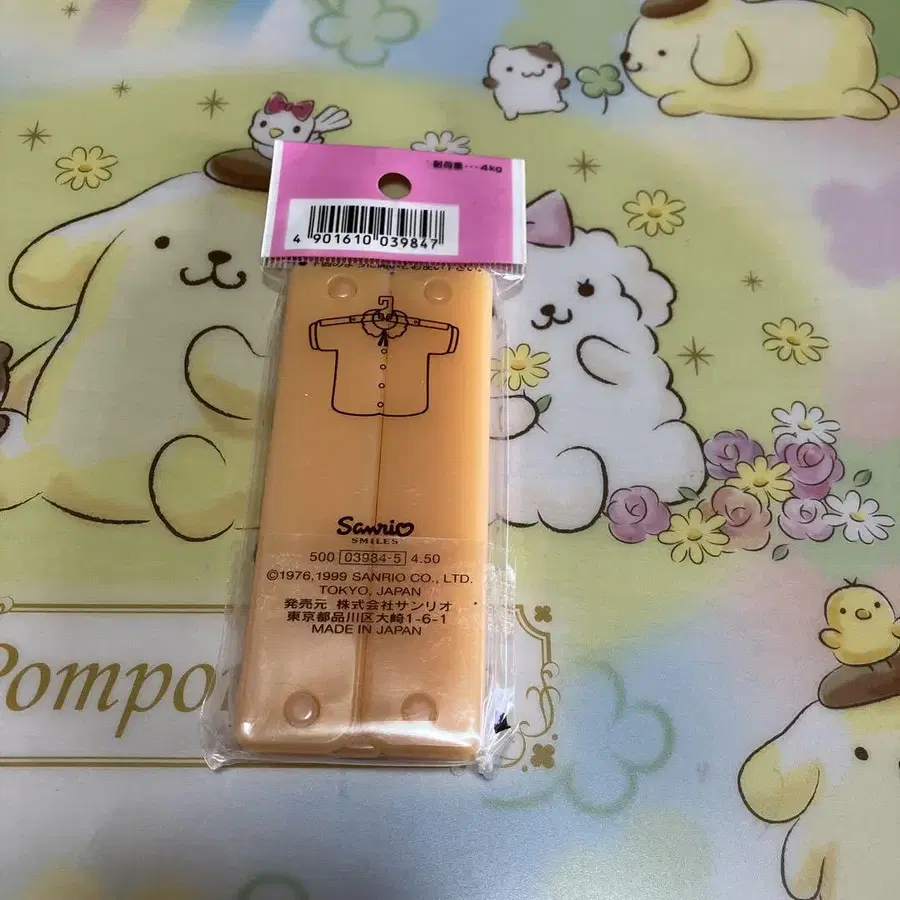 耐荷重・・・4kg
4 901610 039847
Sanrio
SMILES
500 03984-5 4.50
©1976,1999 SANRIO CO., LTD.
TOKYO, JAPAN
発売元 株式会社サンリオ
東京都品川区大崎1-6-1
MADE IN JAPAN
Pompo